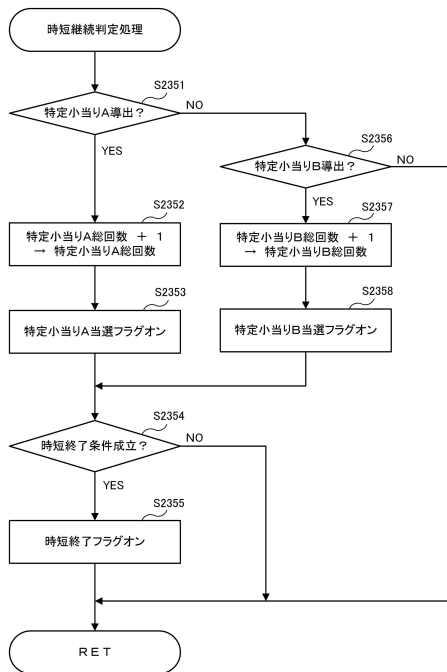 時短継続判定処理
S2351
特定小当りA導出?
NO
YES
S2356
特定小当りB導出?
NO
YES
S2352
特定小当りA総回数 + 1
→ 特定小当りA総回数
S2357
特定小当りB総回数 + 1
→ 特定小当りB総回数
S2353
特定小当りA当選フラグオン
S2358
特定小当りB当選フラグオン
S2354
時短終了条件成立?
NO
YES
S2355
時短終了フラグオン
RET